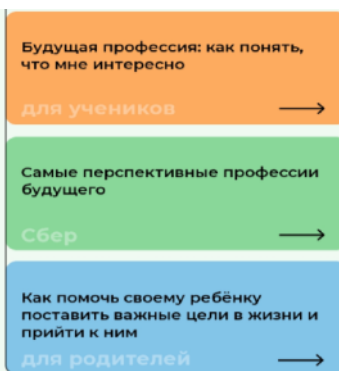 Будущая профессия: как понять,
что мне интересно
для учеников
Самые перспективные профессии
будущего
Сбер
Как помочь своему ребёнку
поставить важные цели в жизни и
прийти к ним
для родителей